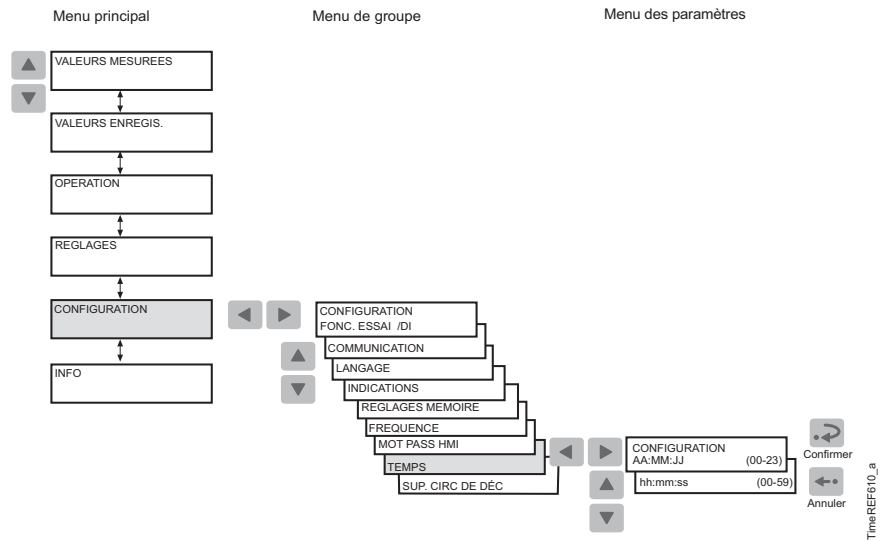 Menu principal
Menu de groupe
Menu des paramètres
VALEURS MESUREES
VALEURS ENREGIS.
OPERATION
REGLAGES
CONFIGURATION
INFO
CONFIGURATION
FONC. ESSAI /DI
COMMUNICATION
LANGAGE
INDICATIONS
REGLAGES MEMOIRE
FREQUENCE
MOT PASS HMI
TEMPS
SUP. CIRC DE DÉC
CONFIGURATION
AA:MM:JJ (00-23)
hh:mm:ss (00-59)
Confirmer
Annuler
TimeREF610_a